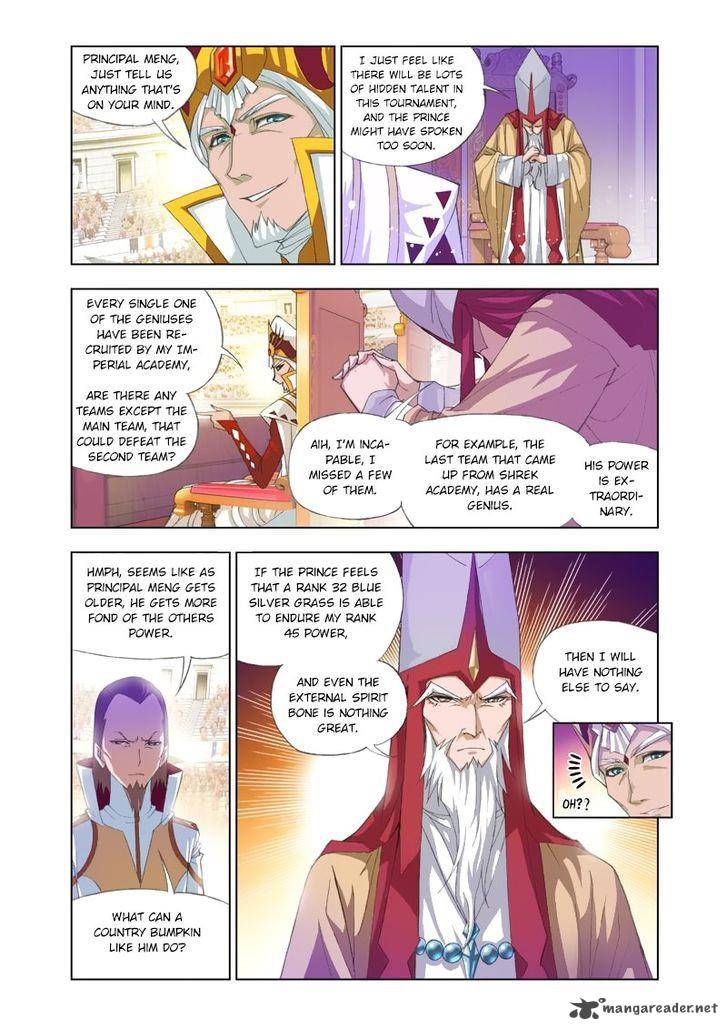 PRINCIPAL MENG,
JUST TELL US
ANYTHING THAT'S
ON YOUR MIND.
I JUST FEEL LIKE
THERE WILL BE LOTS
OF HIDDEN TALENT IN
THIS TOURNAMENT,
AND THE PRINCE
MIGHT HAVE SPOKEN
TOO SOON.
EVERY SINGLE ONE
OF THE GENIUSES
HAVE BEEN RE-
CRUITED BY MY IM-
PERIAL ACADEMY,
ARE THERE ANY
TEAMS EXCEPT THE
MAIN TEAM, THAT
COULD DEFEAT THE
SECOND TEAM?
AIH, I'M INCA-
PABLE, I
MISSED A FEW
OF THEM.
FOR EXAMPLE, THE
LAST TEAM THAT CAME
UP FROM SHREK
ACADEMY, HAS A REAL
GENIUS.
HIS POWER
IS EX-
TRAORDI-
NARY.
HMPH, SEEMS LIKE AS
PRINCIPAL MENG GETS
OLDER, HE GETS MORE
FOND OF THE OTHERS
POWER.
WHAT CAN A
COUNTRY BUMPKIN
LIKE HIM DO?
IF THE PRINCE FEELS
THAT A RANK 32 BLUE
SILVER GRASS IS ABLE
TO ENDURE MY RANK
45 POWER,
AND EVEN THE
EXTERNAL SPIRIT
BONE IS NOTHING
GREAT.
THEN I WILL
HAVE NOTHING
ELSE TO SAY.
OH??
mangareader.net